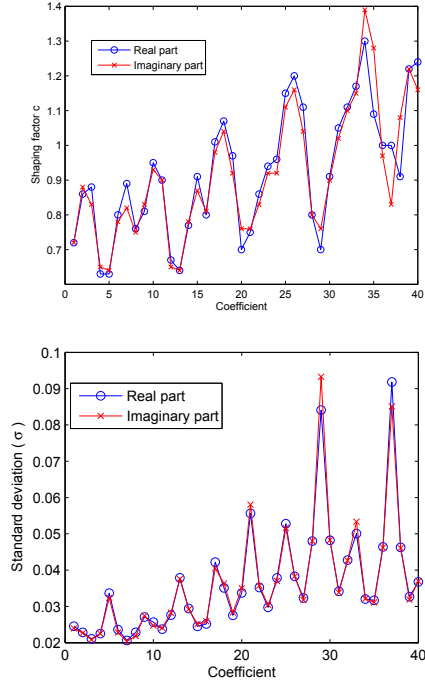 1.4
1.3
1.2
1.1
1
0.9
0.8
0.7
Shaping factor c
Real part
Imaginary part
0 5 10 15 20 25 30 35 40
Coefficient
0.1
0.09
0.08
0.07
0.06
0.05
0.04
0.03
0.02
Standard deviation ( σ )
Real part
Imaginary part
0 10 20 30 40
Coefficient